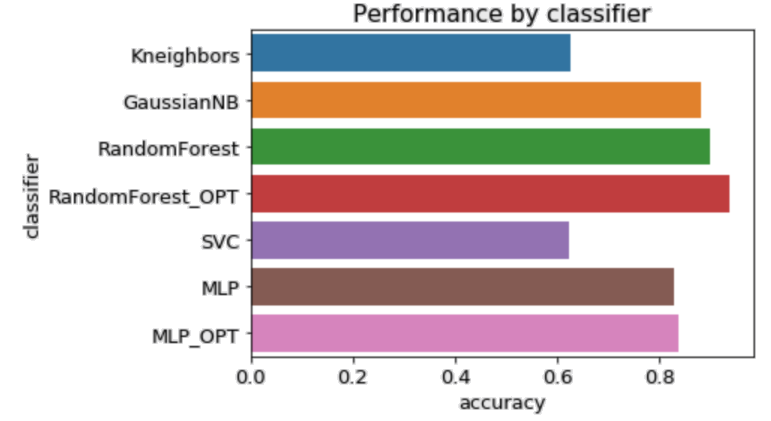 Performance by classifier
Kneighbors
GaussianNB
RandomForest
RandomForest_OPT
SVC
MLP
MLP_OPT
classifier
0.0 0.2 0.4 0.6 0.8
accuracy